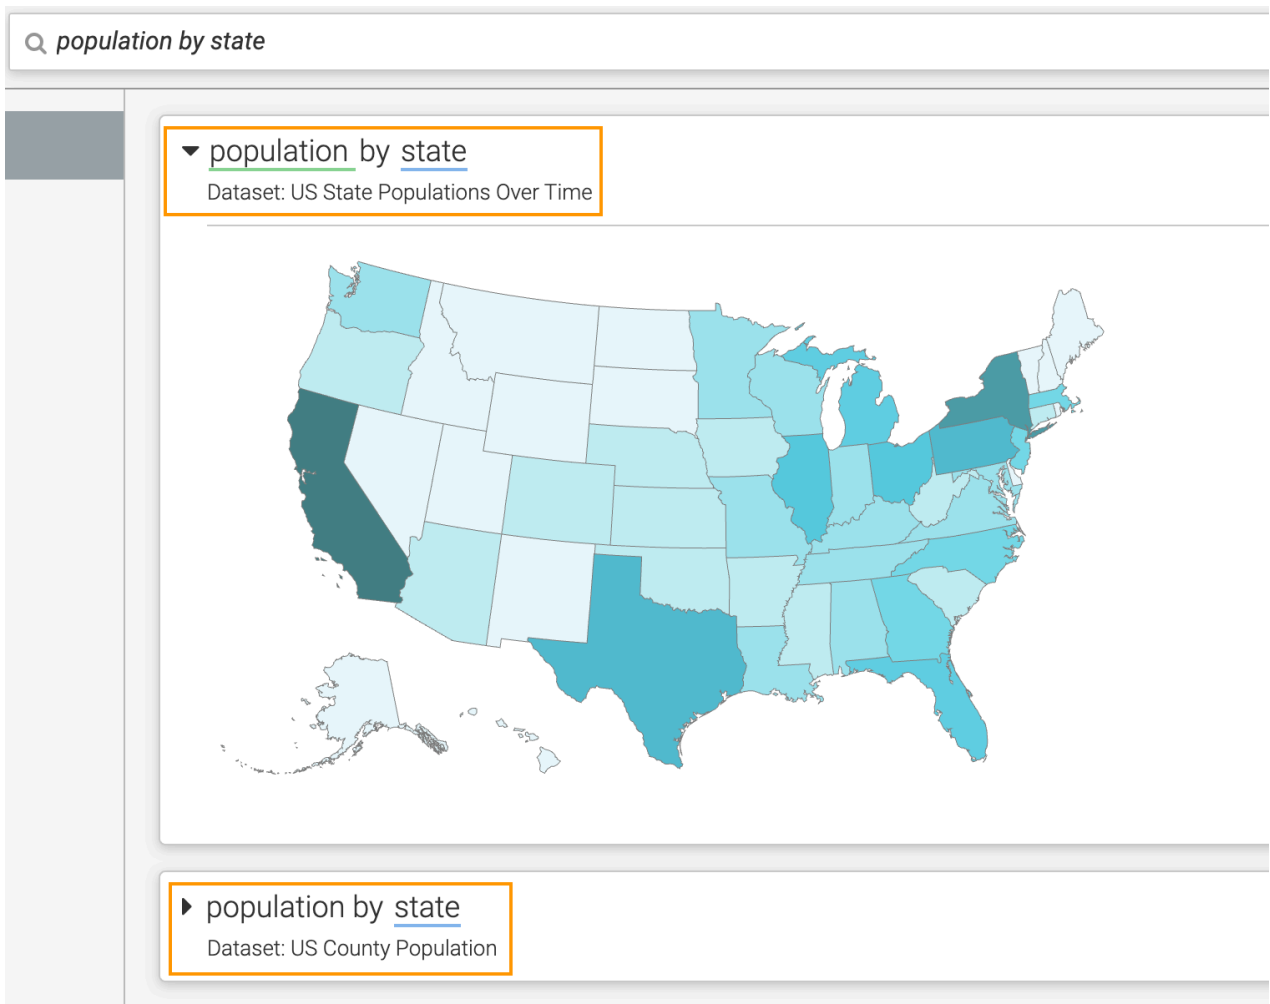 population by state
population by state
Dataset: US State Populations Over Time
population by state
Dataset: US County Population